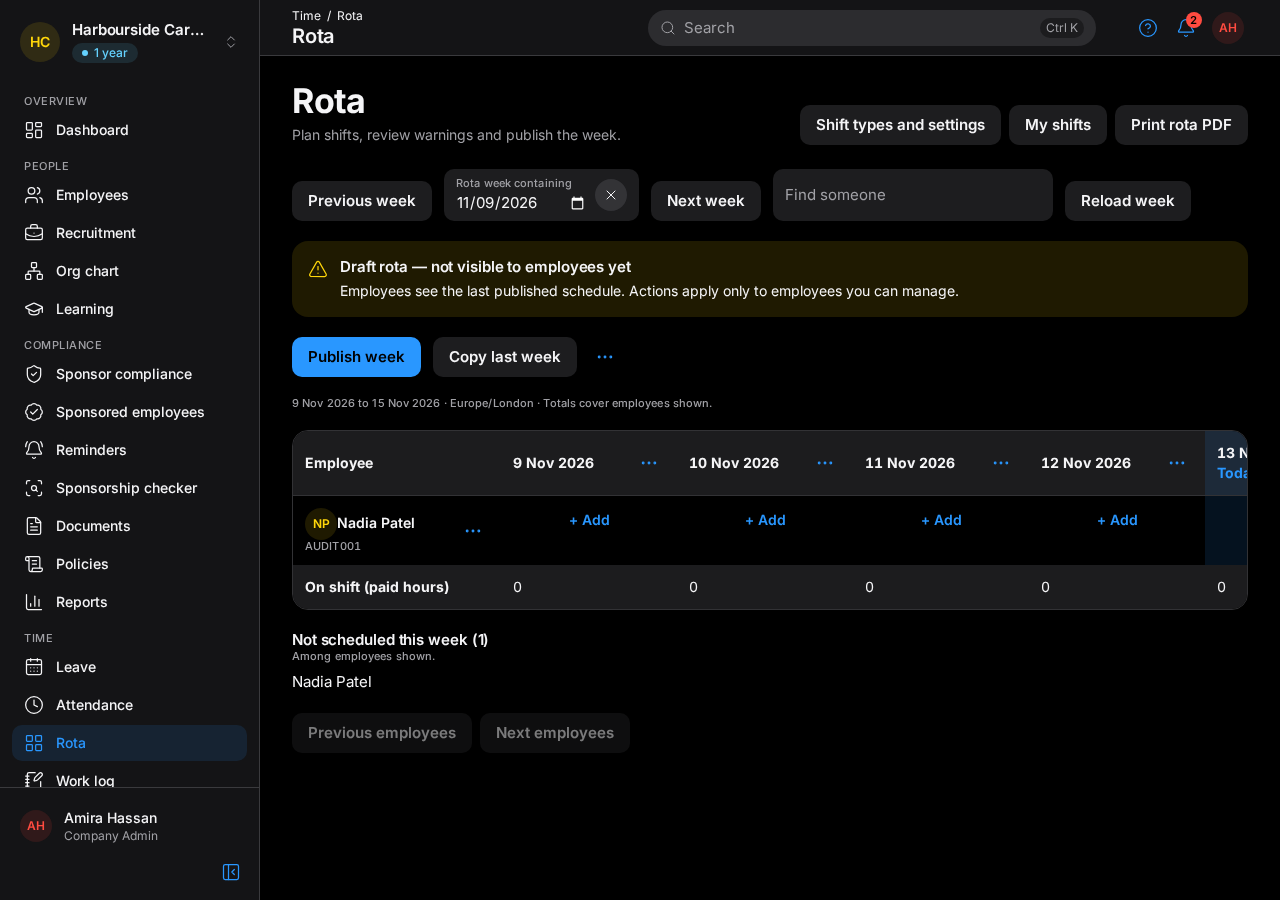 HC
Harbourside Car...
1 year
OVERVIEW
Dashboard
PEOPLE
Employees
Recruitment
Org chart
Learning
COMPLIANCE
Sponsor compliance
Sponsored employees
Reminders
Sponsorship checker
Documents
Policies
Reports
TIME
Leave
Attendance
Rota
Work log
AH
Amira Hassan
Company Admin
Time / Rota
Rota
Search
Ctrl K
2
AH
Rota
Plan shifts, review warnings and publish the week.
Shift types and settings
My shifts
Print rota PDF
Previous week
Rota week containing
11/09/2026
Next week
Find someone
Reload week
Draft rota — not visible to employees yet
Employees see the last published schedule. Actions apply only to employees you can manage.
Publish week
Copy last week
9 Nov 2026 to 15 Nov 2026 · Europe/London · Totals cover employees shown.
Employee 9 Nov 2026 10 Nov 2026 11 Nov 2026 12 Nov 2026 13 N
Toda
NP Nadia Patel + Add + Add + Add + Add
AUDIT001
On shift (paid hours) 0 0 0 0 0
Not scheduled this week (1)
Among employees shown.
Nadia Patel
Previous employees
Next employees